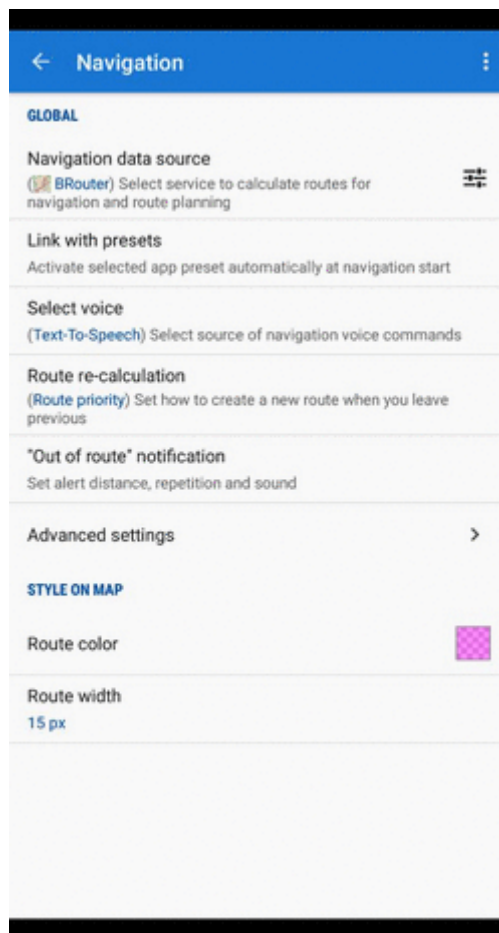 Navigation
GLOBAL
Navigation data source
(BRouter) Select service to calculate routes for
navigation and route planning
Link with presets
Activate selected app preset automatically at navigation start
Select voice
(Text-To-Speech) Select source of navigation voice commands
Route re-calculation
(Route priority) Set how to create a new route when you leave
previous
"Out of route" notification
Set alert distance, repetition and sound
Advanced settings
STYLE ON MAP
Route color
Route width
15 px